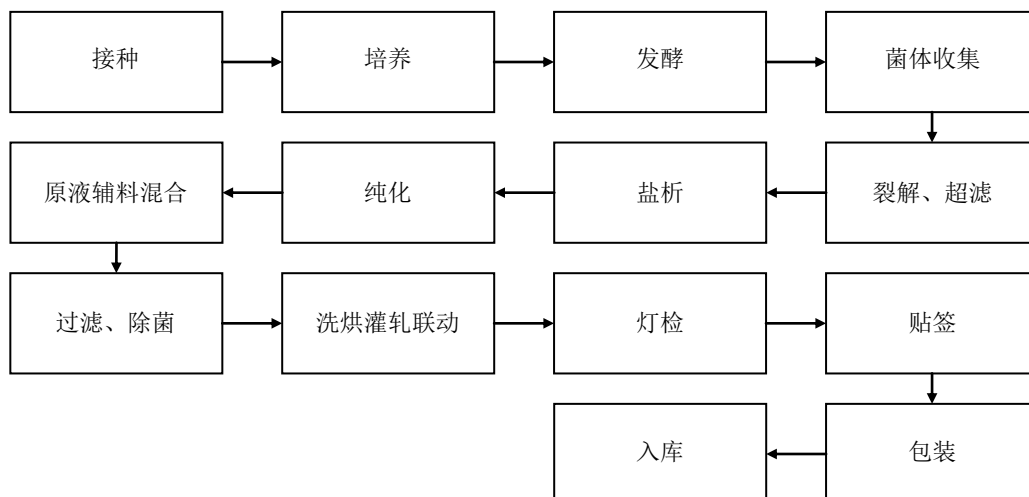 接种
培养
发酵
菌体收集
原液辅料混合
纯化
盐析
裂解、超滤
过滤、除菌
洗烘灌轧联动
灯检
贴签
入库
包装